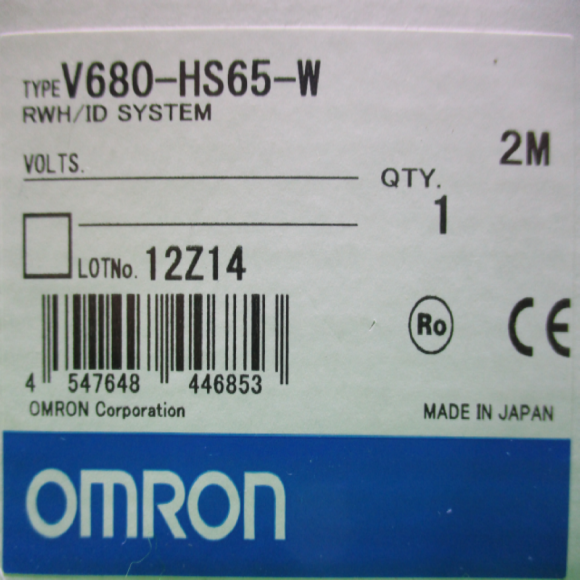 TYPE V680-HS65-W
RWH/ID SYSTEM
2M
VOLTS.
QTY.
1
LOTNo. 12Z14
Ro
CE
4 547648 446853
OMRON Corporation
MADE IN JAPAN
OMRON